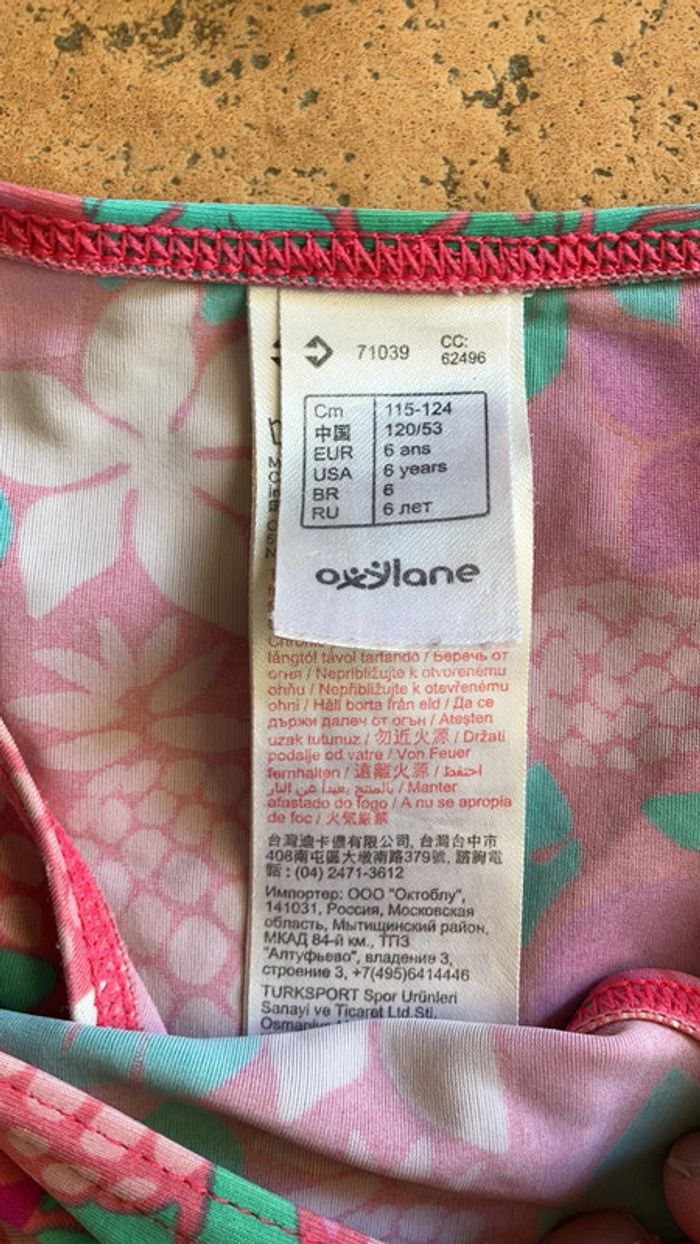 71039 CC: 62496
Cm 115-124
中国 120/53
EUR 6 ans
USA 6 years
BR 6
RU 6 лет
oxylane
lángtól távol tartandó / Беречь от
огня / Nepribližujte k otvorenému
ohňu / Nepřibližujte k otevřenému
ohni / Håll borta från eld / Да се
държи далеч от огън / Ateşten
uzak tutunuz / 勿近火源 / Držati
podalje od vatre / Von Feuer
fernhalten / 遠離火源 / احتفظ
بالمنتج بعيدا عن النار / Manter
afastado do fogo / A nu se apropia
de foc / 火気厳禁
台灣迪卡儂有限公司, 台灣台中市
408南屯區大墩南路379號, 諮詢電
話 : (04) 2471-3612
Импортер: ООО "Октоблу",
141031, Россия, Московская
область, Мытищинский район,
МКАД 84-й км., ТПЗ
"Алтуфьево", владение 3,
строение 3, +7(495)6414446
TURKSPORT Spor Urünleri
Sanayi ve Ticaret Ltd.Sti.